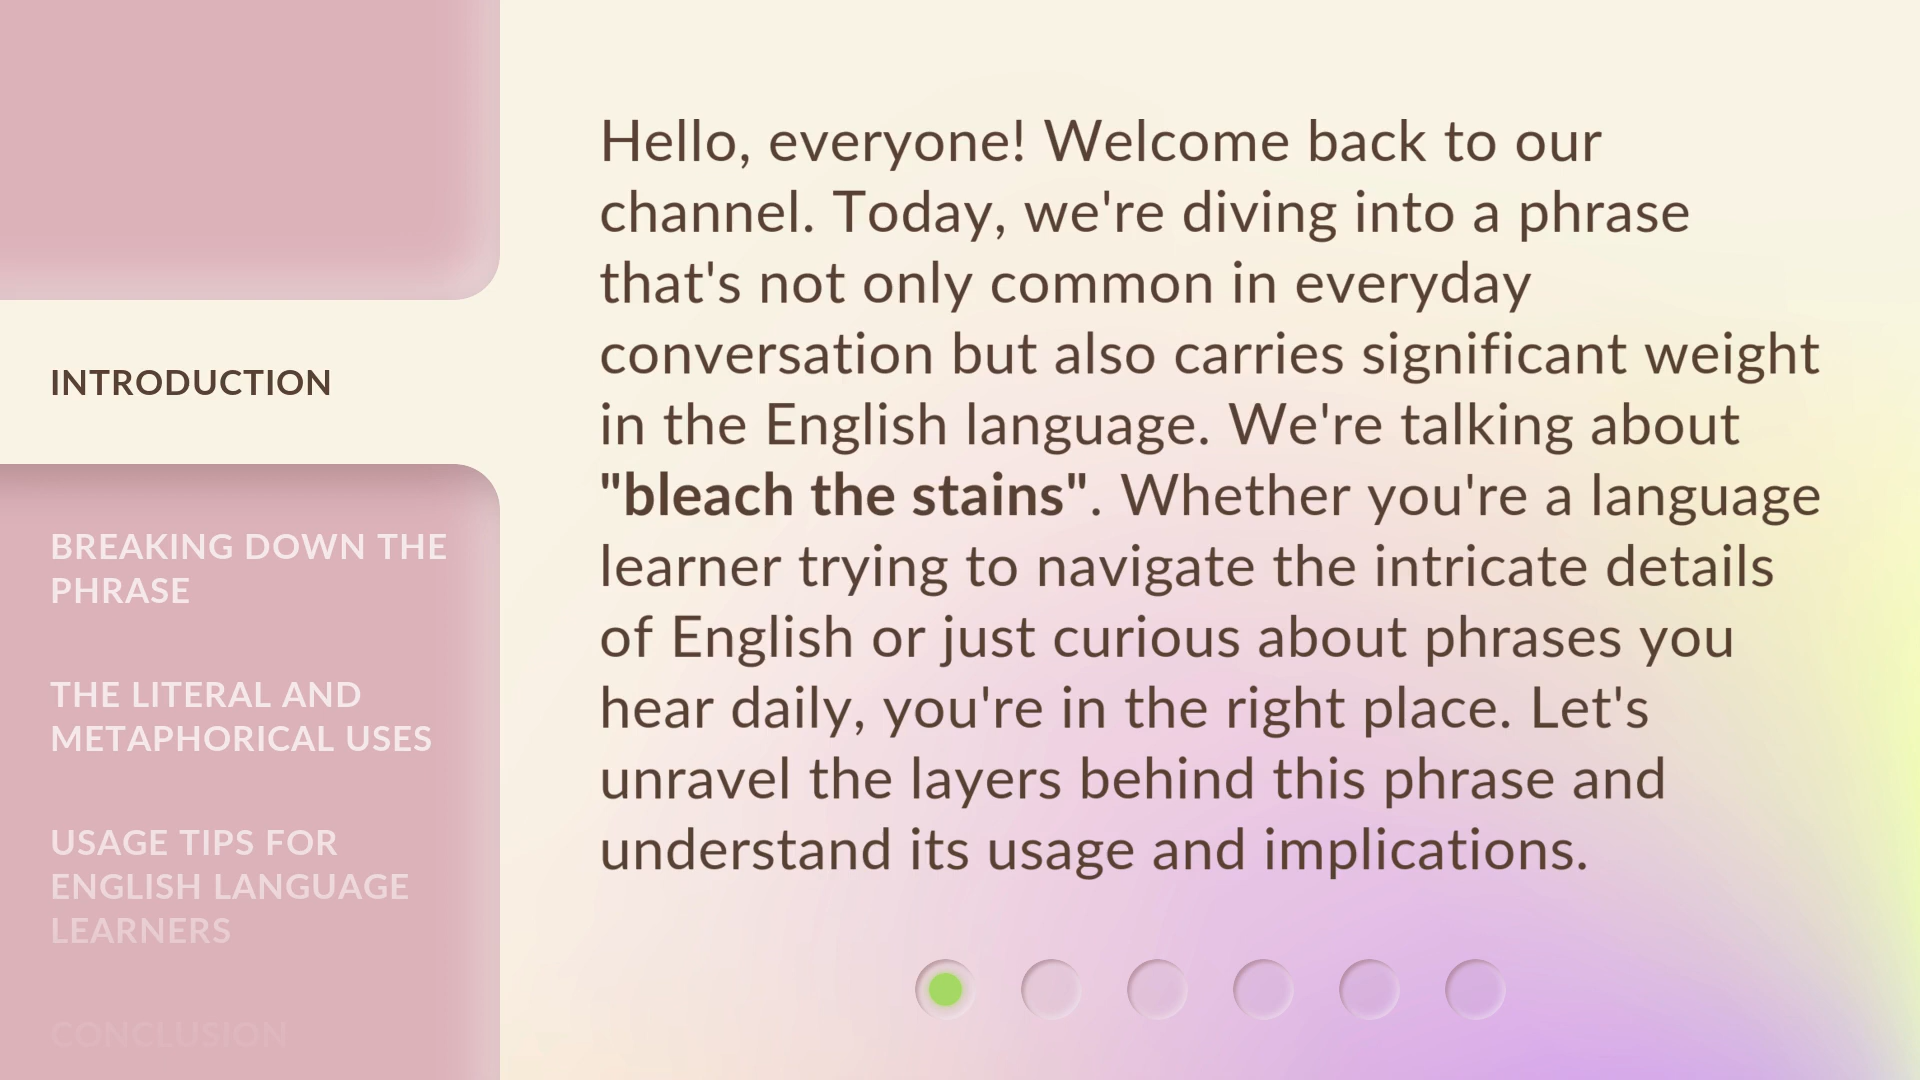 INTRODUCTION
BREAKING DOWN THE
PHRASE
THE LITERAL AND
METAPHORICAL USES
USAGE TIPS FOR
ENGLISH LANGUAGE
LEARNERS
CONCLUSION
Hello, everyone! Welcome back to our
channel. Today, we're diving into a phrase
that's not only common in everyday
conversation but also carries significant weight
in the English language. We're talking about
"bleach the stains". Whether you're a language
learner trying to navigate the intricate details
of English or just curious about phrases you
hear daily, you're in the right place. Let's
unravel the layers behind this phrase and
understand its usage and implications.